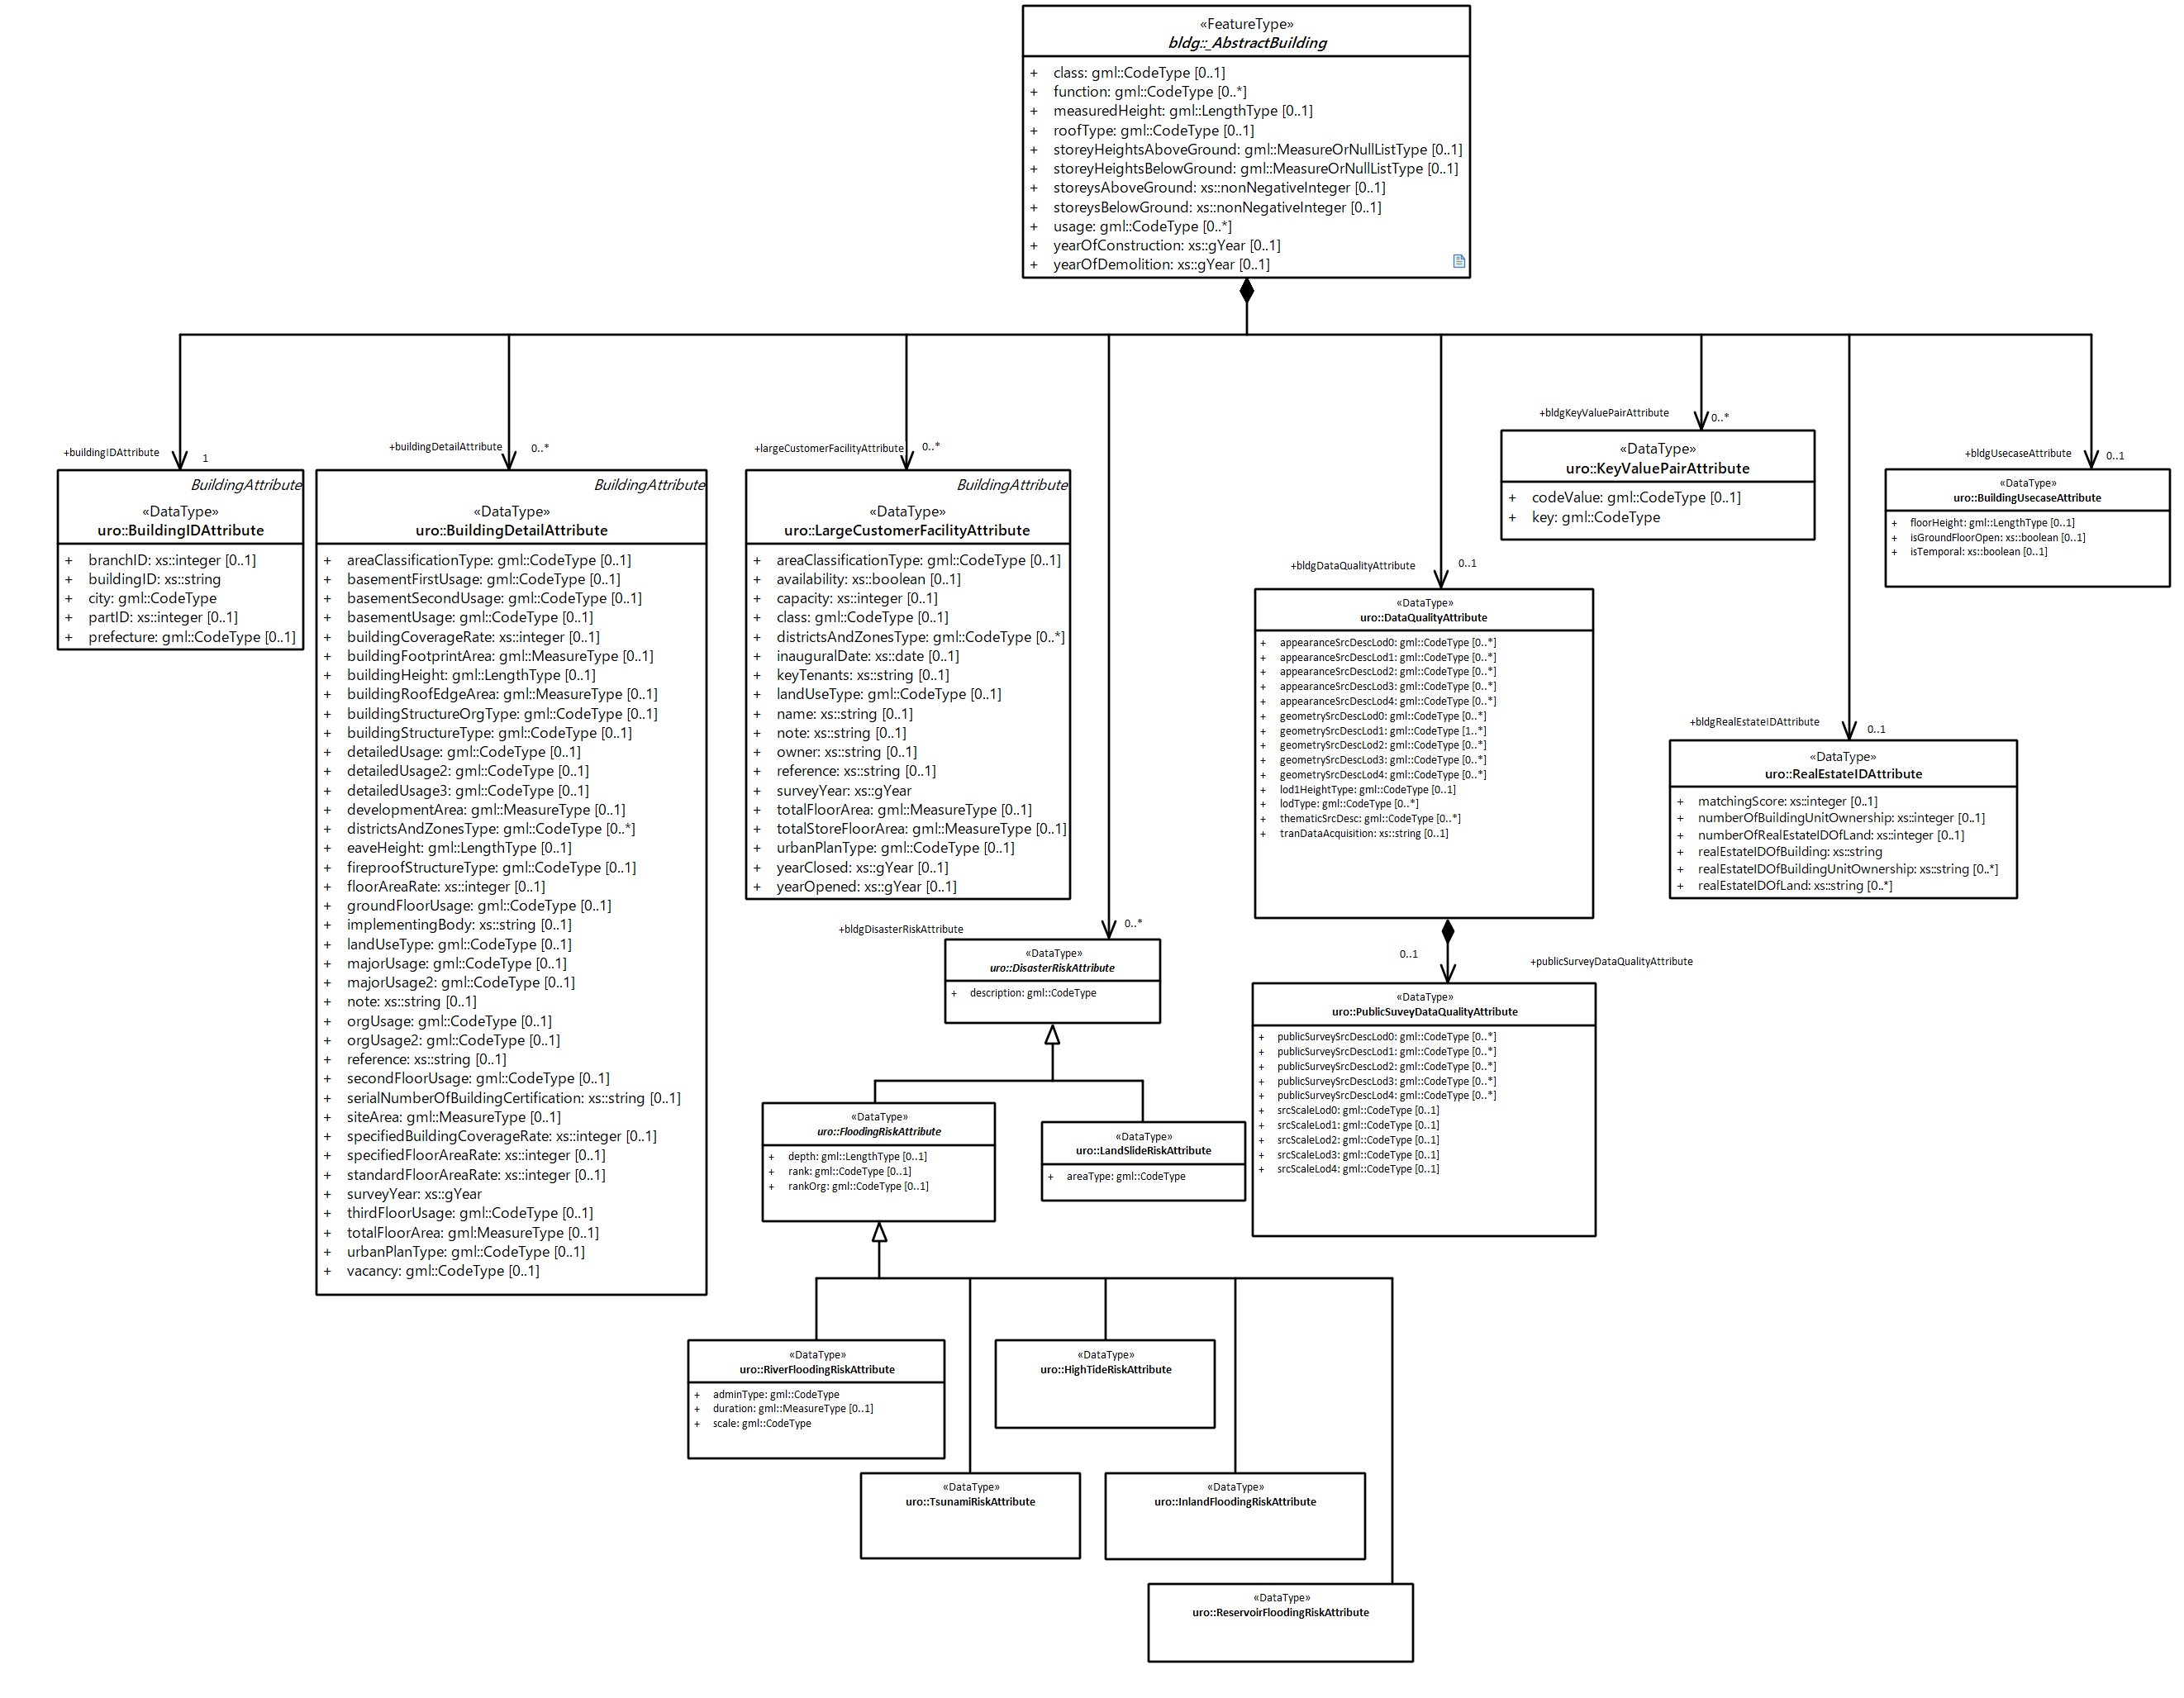 «FeatureType»
bldg::_AbstractBuilding
+ class: gml::CodeType [0..1]
+ function: gml::CodeType [0..*]
+ measuredHeight: gml::LengthType [0..1]
+ roofType: gml::CodeType [0..1]
+ storeyHeightsAboveGround: gml::MeasureOrNullListType [0..1]
+ storeyHeightsBelowGround: gml::MeasureOrNullListType [0..1]
+ storeysAboveGround: xs::nonNegativeInteger [0..1]
+ storeysBelowGround: xs::nonNegativeInteger [0..1]
+ usage: gml::CodeType [0..*]
+ yearOfConstruction: xs::gYear [0..1]
+ yearOfDemolition: xs::gYear [0..1]
+buildingIDAttribute
1
BuildingAttribute
«DataType»
uro::BuildingIDAttribute
+ branchID: xs::integer [0..1]
+ buildingID: xs::string
+ city: gml::CodeType
+ partID: xs::integer [0..1]
+ prefecture: gml::CodeType [0..1]
+buildingDetailAttribute
0..*
BuildingAttribute
«DataType»
uro::BuildingDetailAttribute
+ areaClassificationType: gml::CodeType [0..1]
+ basementFirstUsage: gml::CodeType [0..1]
+ basementSecondUsage: gml::CodeType [0..1]
+ basementUsage: gml::CodeType [0..1]
+ buildingCoverageRate: xs::integer [0..1]
+ buildingFootprintArea: gml::MeasureType [0..1]
+ buildingHeight: gml::LengthType [0..1]
+ buildingRoofEdgeArea: gml::MeasureType [0..1]
+ buildingStructureOrgType: gml::CodeType [0..1]
+ buildingStructureType: gml::CodeType [0..1]
+ detailedUsage: gml::CodeType [0..1]
+ detailedUsage2: gml::CodeType [0..1]
+ detailedUsage3: gml::CodeType [0..1]
+ developmentArea: gml::MeasureType [0..1]
+ districtsAndZonesType: gml::CodeType [0..*]
+ eaveHeight: gml::LengthType [0..1]
+ fireproofStructureType: gml::CodeType [0..1]
+ floorAreaRate: xs::integer [0..1]
+ groundFloorUsage: gml::CodeType [0..1]
+ implementingBody: xs::string [0..1]
+ landUseType: gml::CodeType [0..1]
+ majorUsage: gml::CodeType [0..1]
+ majorUsage2: gml::CodeType [0..1]
+ note: xs::string [0..1]
+ orgUsage: gml::CodeType [0..1]
+ orgUsage2: gml::CodeType [0..1]
+ reference: xs::string [0..1]
+ secondFloorUsage: gml::CodeType [0..1]
+ serialNumberOfBuildingCertification: xs::string [0..1]
+ siteArea: gml::MeasureType [0..1]
+ specifiedBuildingCoverageRate: xs::integer [0..1]
+ specifiedFloorAreaRate: xs::integer [0..1]
+ standardFloorAreaRate: xs::integer [0..1]
+ surveyYear: xs::gYear
+ thirdFloorUsage: gml::CodeType [0..1]
+ totalFloorArea: gml:MeasureType [0..1]
+ urbanPlanType: gml::CodeType [0..1]
+ vacancy: gml::CodeType [0..1]
+largeCustomerFacilityAttribute
0..*
BuildingAttribute
«DataType»
uro::LargeCustomerFacilityAttribute
+ areaClassificationType: gml::CodeType [0..1]
+ availability: xs::boolean [0..1]
+ capacity: xs::integer [0..1]
+ class: gml::CodeType [0..1]
+ districtsAndZonesType: gml::CodeType [0..*]
+ inauguralDate: xs::date [0..1]
+ keyTenants: xs::string [0..1]
+ landUseType: gml::CodeType [0..1]
+ name: xs::string [0..1]
+ note: xs::string [0..1]
+ owner: xs::string [0..1]
+ reference: xs::string [0..1]
+ surveyYear: xs::gYear
+ totalFloorArea: gml::MeasureType [0..1]
+ totalStoreFloorArea: gml::MeasureType [0..1]
+ urbanPlanType: gml::CodeType [0..1]
+ yearClosed: xs::gYear [0..1]
+ yearOpened: xs::gYear [0..1]
+bldgDisasterRiskAttribute
0..*
«DataType»
uro::DisasterRiskAttribute
+ description: gml::CodeType
«DataType»
uro::FloodingRiskAttribute
+ depth: gml::LengthType [0..1]
+ rank: gml::CodeType [0..1]
+ rankOrg: gml::CodeType [0..1]
«DataType»
uro::LandSlideRiskAttribute
+ areaType: gml::CodeType
«DataType»
uro::RiverFloodingRiskAttribute
+ adminType: gml::CodeType
+ duration: gml::MeasureType [0..1]
+ scale: gml::CodeType
«DataType»
uro::HighTideRiskAttribute
«DataType»
uro::TsunamiRiskAttribute
«DataType»
uro::InlandFloodingRiskAttribute
«DataType»
uro::ReservoirFloodingRiskAttribute
+bldgDataQualityAttribute
0..1
«DataType»
uro::DataQualityAttribute
+ appearanceSrcDescLod0: gml::CodeType [0..*]
+ appearanceSrcDescLod1: gml::CodeType [0..*]
+ appearanceSrcDescLod2: gml::CodeType [0..*]
+ appearanceSrcDescLod3: gml::CodeType [0..*]
+ appearanceSrcDescLod4: gml::CodeType [0..*]
+ geometrySrcDescLod0: gml::CodeType [0..*]
+ geometrySrcDescLod1: gml::CodeType [1..*]
+ geometrySrcDescLod2: gml::CodeType [0..*]
+ geometrySrcDescLod3: gml::CodeType [0..*]
+ geometrySrcDescLod4: gml::CodeType [0..*]
+ lod1HeightType: gml::CodeType [0..1]
+ lodType: gml::CodeType [0..*]
+ thematicSrcDesc: gml::CodeType [0..*]
+ tranDataAcquisition: xs::string [0..1]
0..1
+publicSurveyDataQualityAttribute
«DataType»
uro::PublicSuveyDataQualityAttribute
+ publicSurveySrcDescLod0: gml::CodeType [0..*]
+ publicSurveySrcDescLod1: gml::CodeType [0..*]
+ publicSurveySrcDescLod2: gml::CodeType [0..*]
+ publicSurveySrcDescLod3: gml::CodeType [0..*]
+ publicSurveySrcDescLod4: gml::CodeType [0..*]
+ srcScaleLod0: gml::CodeType [0..1]
+ srcScaleLod1: gml::CodeType [0..1]
+ srcScaleLod2: gml::CodeType [0..1]
+ srcScaleLod3: gml::CodeType [0..1]
+ srcScaleLod4: gml::CodeType [0..1]
+bldgKeyValuePairAttribute
0..*
«DataType»
uro::KeyValuePairAttribute
+ codeValue: gml::CodeType [0..1]
+ key: gml::CodeType
+bldgRealEstateIDAttribute
0..1
«DataType»
uro::RealEstateIDAttribute
+ matchingScore: xs::integer [0..1]
+ numberOfBuildingUnitOwnership: xs::integer [0..1]
+ numberOfRealEstateIDOfLand: xs::integer [0..1]
+ realEstateIDOfBuilding: xs::string
+ realEstateIDOfBuildingUnitOwnership: xs::string [0..*]
+ realEstateIDOfLand: xs::string [0..*]
+bldgUsecaseAttribute
0..1
«DataType»
uro::BuildingUsecaseAttribute
+ floorHeight: gml::LengthType [0..1]
+ isGroundFloorOpen: xs::boolean [0..1]
+ isTemporal: xs::boolean [0..1]